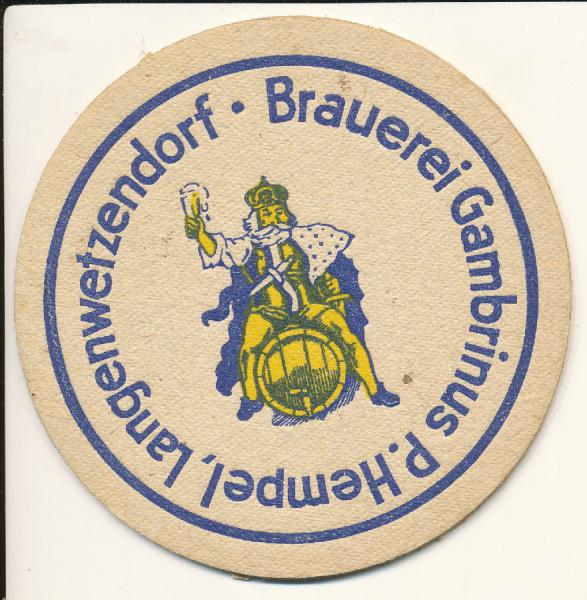 Brauerei Gambrinus P. Hempel, Langenwetzendorf •